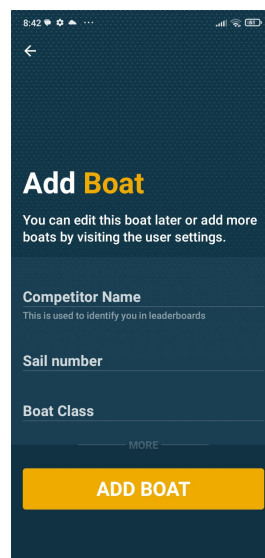 8:42 ...
61
Add Boat
You can edit this boat later or add more
boats by visiting the user settings.
Competitor Name
This is used to identify you in leaderboards
Sail number
Boat Class
MORE
ADD BOAT